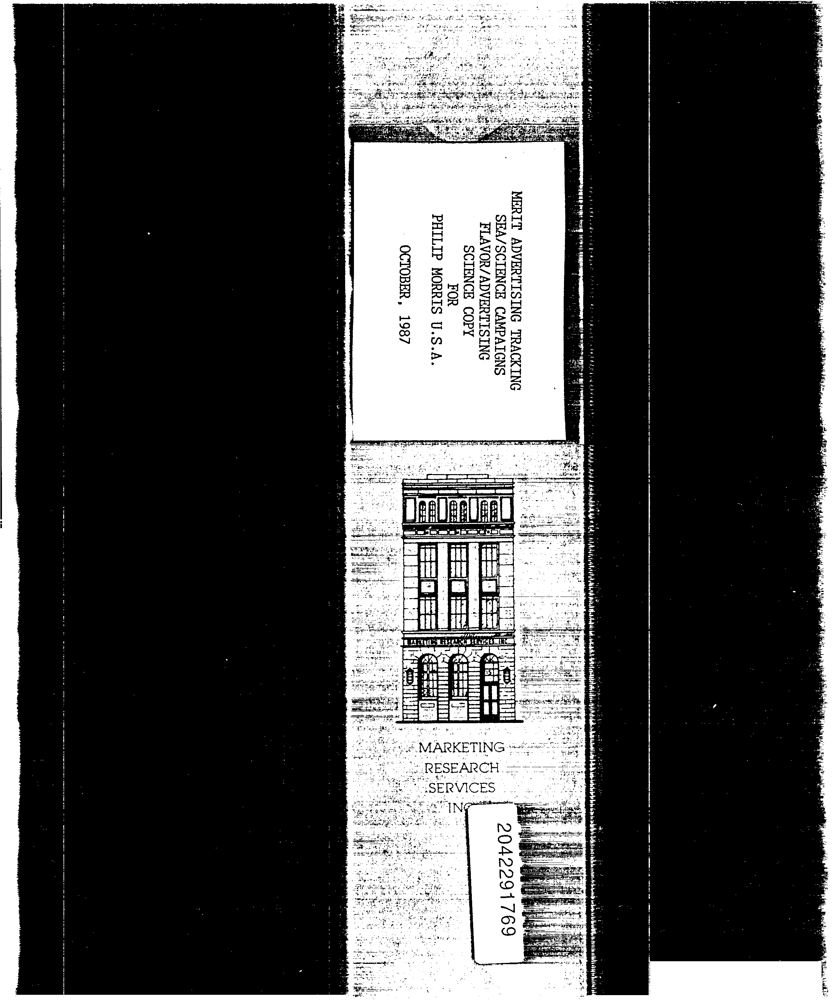 MERIT ADVERTISING TRACKING
SEA/SCIENCE CAMPAIGNS
FLAVOR/ADVERTISING
SCIENCE COPY
FOR
PHILIP MORRIS U.S.A.
OCTOBER, 1987
MARKETING RESEARCH SERVICES, INC.
MARKETING
RESEARCH
SERVICES
INC
2042291769